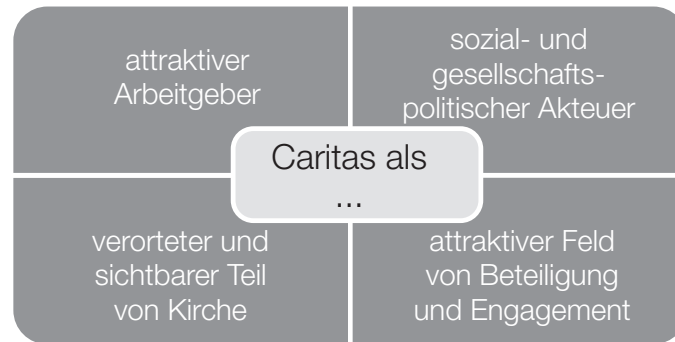 attraktiver
Arbeitgeber
sozial- und
gesellschafts-
politischer Akteuer
Caritas als
...
verorteter und
sichtbarer Teil
von Kirche
attraktiver Feld
von Beteiligung
und Engagement